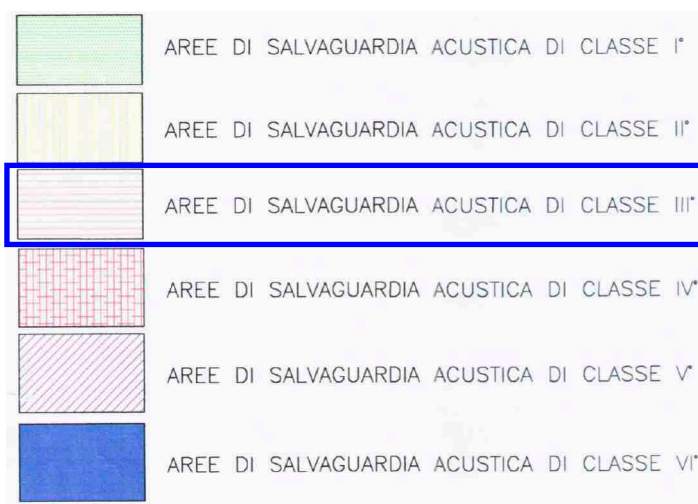 AREE DI SALVAGUARDIA ACUSTICA DI CLASSE I°
AREE DI SALVAGUARDIA ACUSTICA DI CLASSE II°
AREE DI SALVAGUARDIA ACUSTICA DI CLASSE III°
AREE DI SALVAGUARDIA ACUSTICA DI CLASSE IV°
AREE DI SALVAGUARDIA ACUSTICA DI CLASSE V°
AREE DI SALVAGUARDIA ACUSTICA DI CLASSE VI°